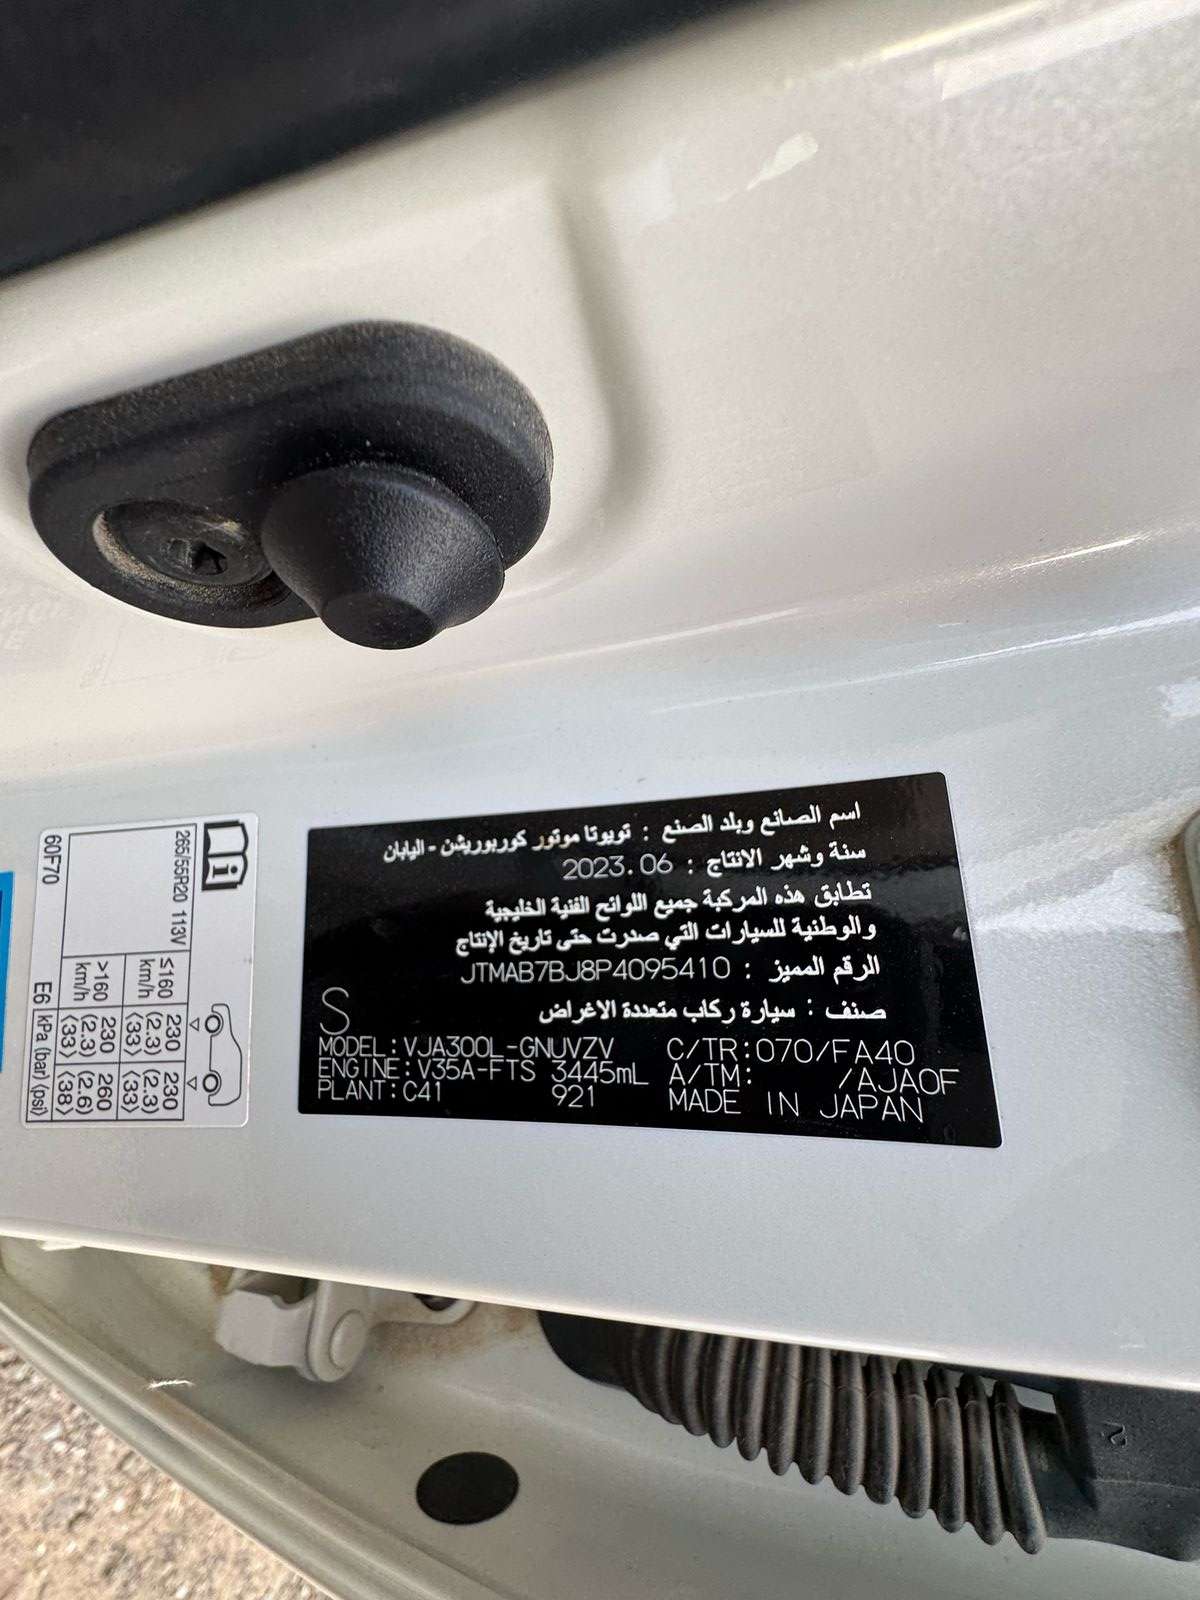 اسم الصانع وبلد الصنع : تويوتا موتور كوربوريشن - اليابان
سنة وشهر الانتاج : 2023.06
تطابق هذه المركبة جميع اللوائح الفنية الخليجية
والوطنية للسيارات التي صدرت حتى تاريخ الإنتاج
الرقم المميز : JTMAB7BJ8P4095410
صنف : سيارة ركاب متعددة الاغراض
S
MODEL:VJA300L-GNUVZV C/TR:070/FA40
ENGINE:V35A-FTS 3445mL A/TM: /AJA0F
PLANT:C41 921 MADE IN JAPAN
i
265/55R20 113V
≤160 km/h 230 (2.3) ⟨33⟩ 230 (2.3) ⟨33⟩
>160 km/h 230 (2.3) ⟨33⟩ 260 (2.6) ⟨38⟩
60F70 E6 kPa (bar) ⟨psi⟩
2